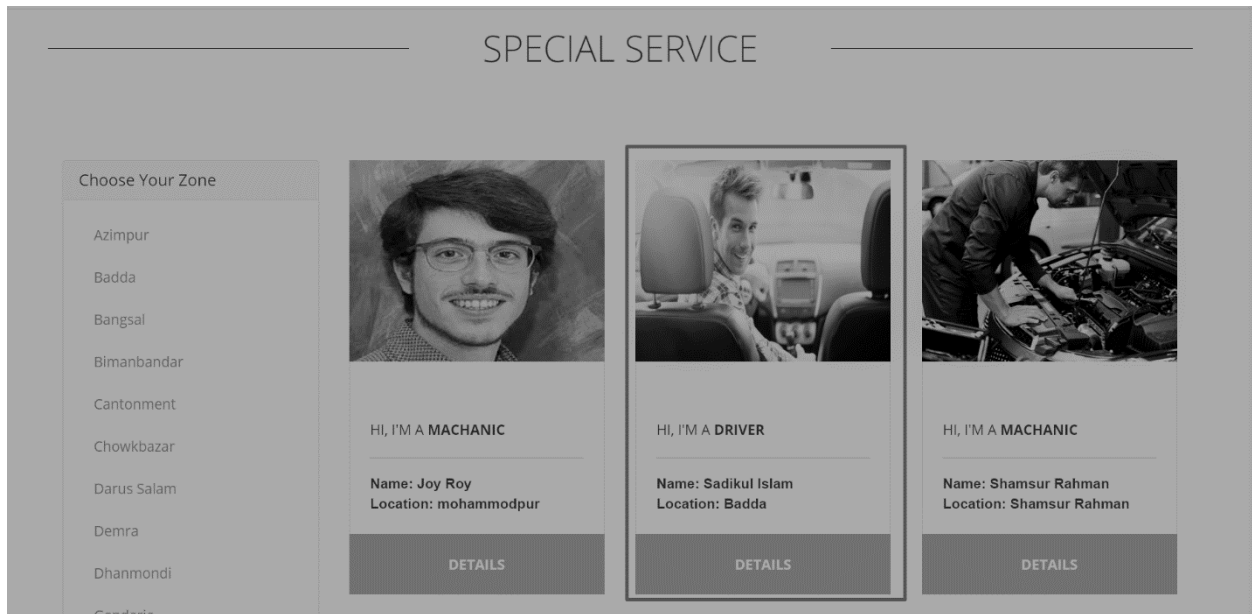 SPECIAL SERVICE
Choose Your Zone
Azimpur
Badda
Bangsal
Bimanbandar
Cantonment
Chowkbazar
Darus Salam
Demra
Dhanmondi
HI, I'M A MACHANIC
Name: Joy Roy
Location: mohammodpur
DETAILS
HI, I'M A DRIVER
Name: Sadikul Islam
Location: Badda
DETAILS
HI, I'M A MACHANIC
Name: Shamsur Rahman
Location: Shamsur Rahman
DETAILS